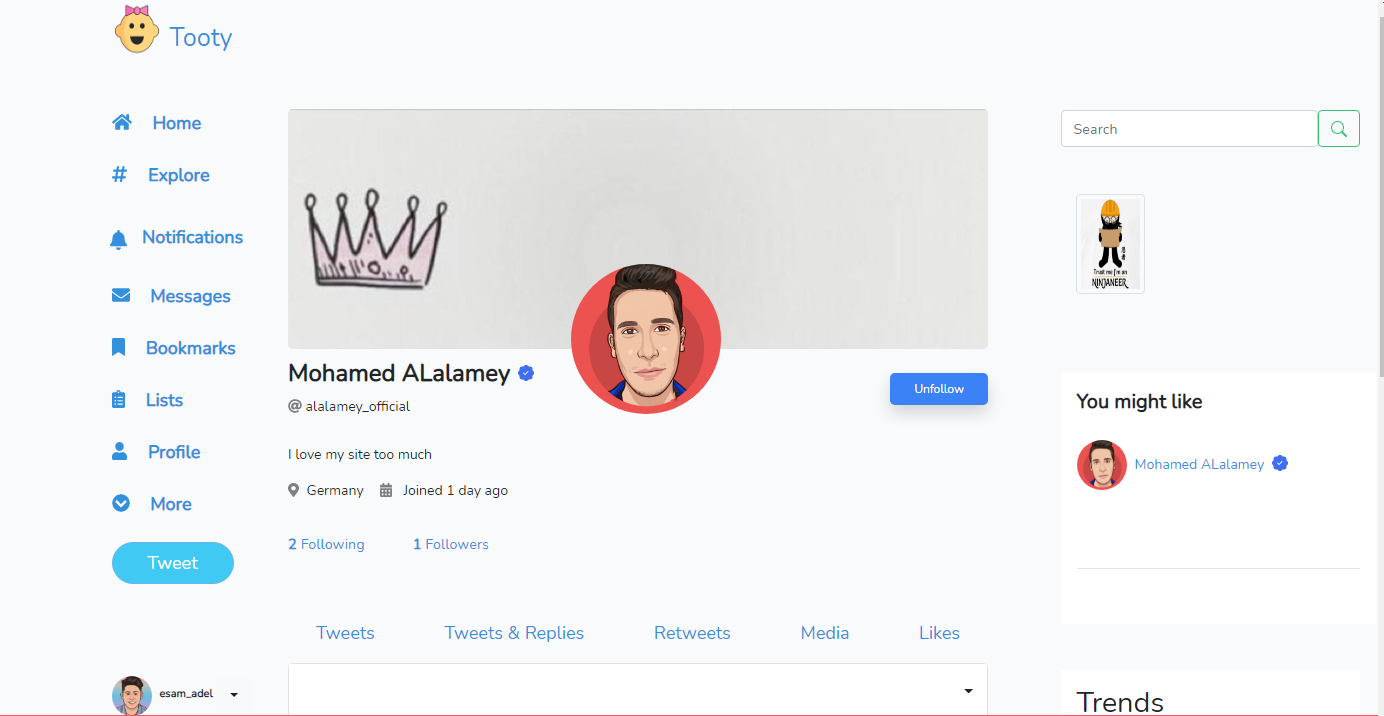 Tooty
Home
Explore
Notifications
Messages
Bookmarks
Lists
Profile
More
Tweet
esam_adel
Mohamed ALalamey
@ alalamey_official
Unfollow
I love my site too much
Germany Joined 1 day ago
2 Following 1 Followers
Tweets Tweets & Replies Retweets Media Likes
Search
Trust me I'm an
NINJANEER
You might like
Mohamed ALalamey
Trends